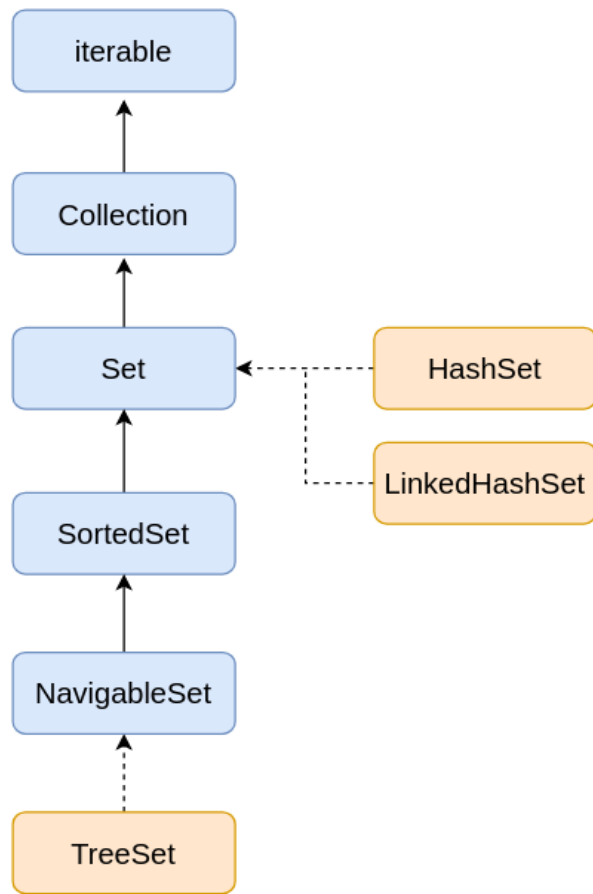 iterable
Collection
Set
HashSet
LinkedHashSet
SortedSet
NavigableSet
TreeSet